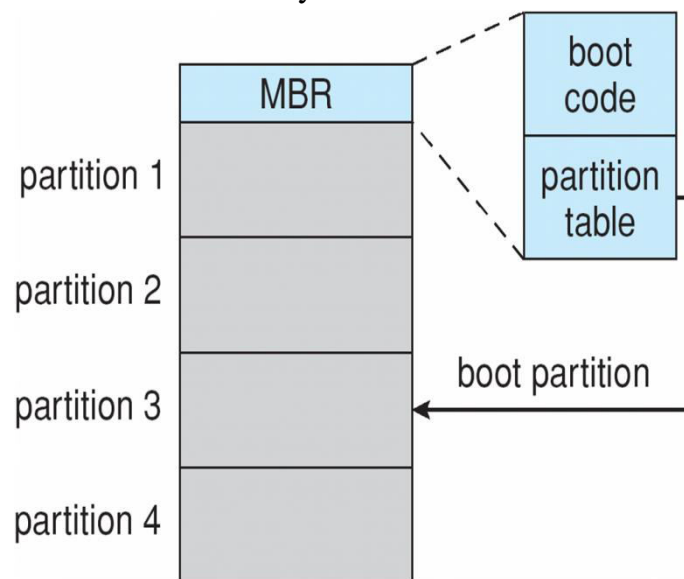 MBR
boot
code
partition
table
partition 1
partition 2
boot partition
partition 3
partition 4